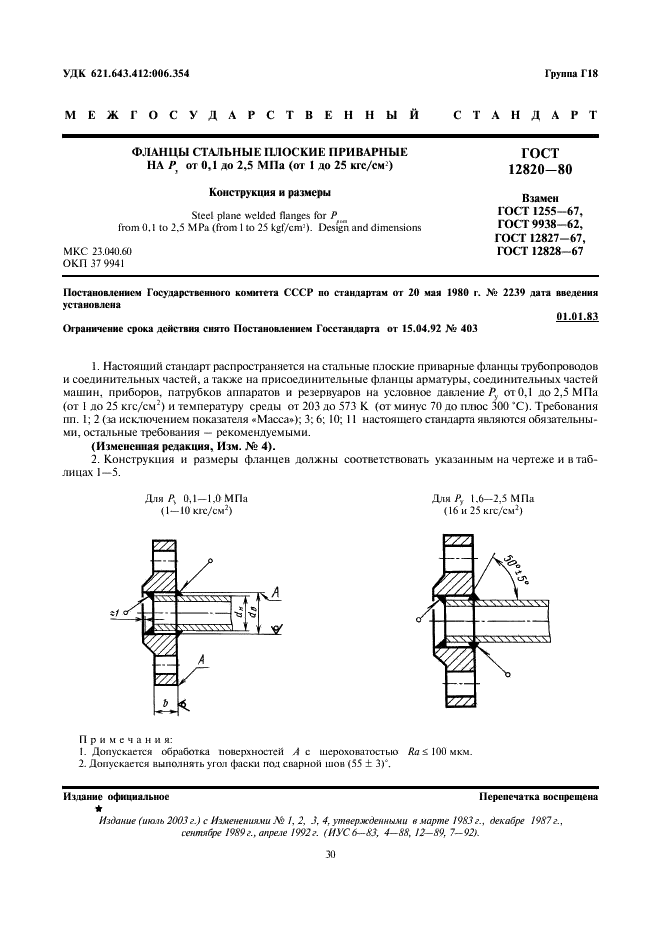 УДК 621.643.412:006.354
Группа Г18
МЕЖГОСУДАРСТВЕННЫЙ СТАНДАРТ
ФЛАНЦЫ СТАЛЬНЫЕ ПЛОСКИЕ ПРИВАРНЫЕ
НА Pу от 0,1 до 2,5 МПа (от 1 до 25 кгс/см²)
Конструкция и размеры
Steel plane welded flanges for Pnom
from 0,1 to 2,5 MPa (from 1 to 25 kgf/cm²). Design and dimensions
МКС 23.040.60
ОКП 37 9941
ГОСТ
12820—80
Взамен
ГОСТ 1255—67,
ГОСТ 9938—62,
ГОСТ 12827—67,
ГОСТ 12828—67
Постановлением Государственного комитета СССР по стандартам от 20 мая 1980 г. № 2239 дата введения
установлена
01.01.83
Ограничение срока действия снято Постановлением Госстандарта от 15.04.92 № 403
1. Настоящий стандарт распространяется на стальные плоские приварные фланцы трубопроводов
и соединительных частей, а также на присоединительные фланцы арматуры, соединительных частей
машин, приборов, патрубков аппаратов и резервуаров на условное давление Pу от 0,1 до 2,5 МПа
(от 1 до 25 кгс/см²) и температуру среды от 203 до 573 К (от минус 70 до плюс 300 °С). Требования
пп. 1; 2 (за исключением показателя «Масса»); 3; 6; 10; 11 настоящего стандарта являются обязательны-
ми, остальные требования — рекомендуемыми.
(Измененная редакция, Изм. № 4).
2. Конструкция и размеры фланцев должны соответствовать указанным на чертеже и в таб-
лицах 1—5.
Для Pу 0,1—1,0 МПа
(1—10 кгс/см²)
Для Pу 1,6—2,5 МПа
(16 и 25 кгс/см²)
50°±5°
A
dн
dв
A
b
Примечания:
1. Допускается обработка поверхностей А с шероховатостью Ra ≤ 100 мкм.
2. Допускается выполнять угол фаски под сварной шов (55 ± 3)°.
Издание официальное
Перепечатка воспрещена
★
Издание (июль 2003 г.) с Изменениями № 1, 2, 3, 4, утвержденными в марте 1983 г., декабре 1987 г.,
сентябре 1989 г., апреле 1992 г. (ИУС 6—83, 4—88, 12—89, 7—92).
30